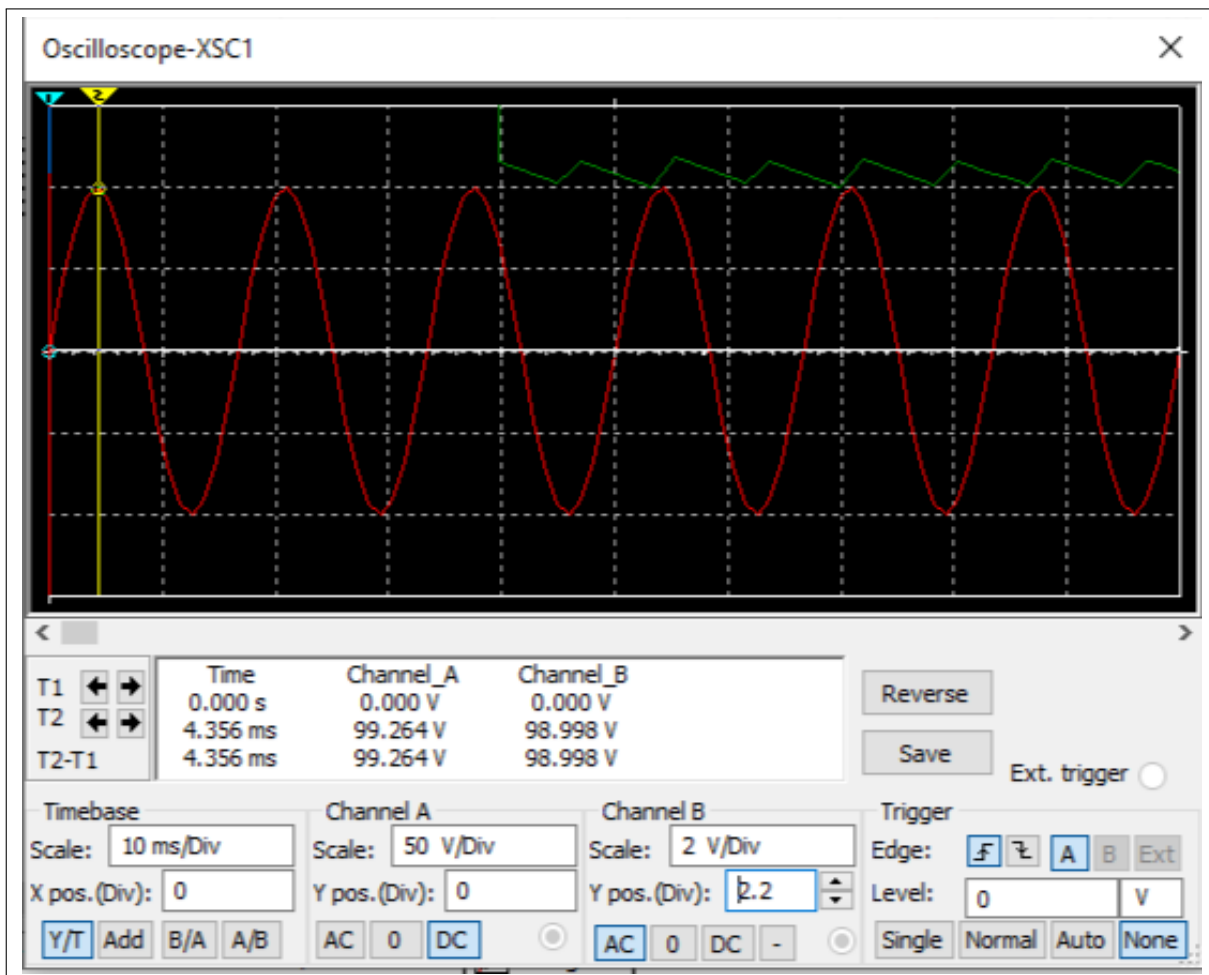 Oscilloscope-XSC1
1 2
Time Channel_A Channel_B
T1 0.000 s 0.000 V 0.000 V
T2 4.356 ms 99.264 V 98.998 V
T2-T1 4.356 ms 99.264 V 98.998 V
Reverse
Save
Ext. trigger
Timebase
Scale: 10 ms/Div
X pos.(Div): 0
Y/T Add B/A A/B
Channel A
Scale: 50 V/Div
Y pos.(Div): 0
AC 0 DC
Channel B
Scale: 2 V/Div
Y pos.(Div): 2.2
AC 0 DC -
Trigger
Edge: A B Ext
Level: 0 V
Single Normal Auto None